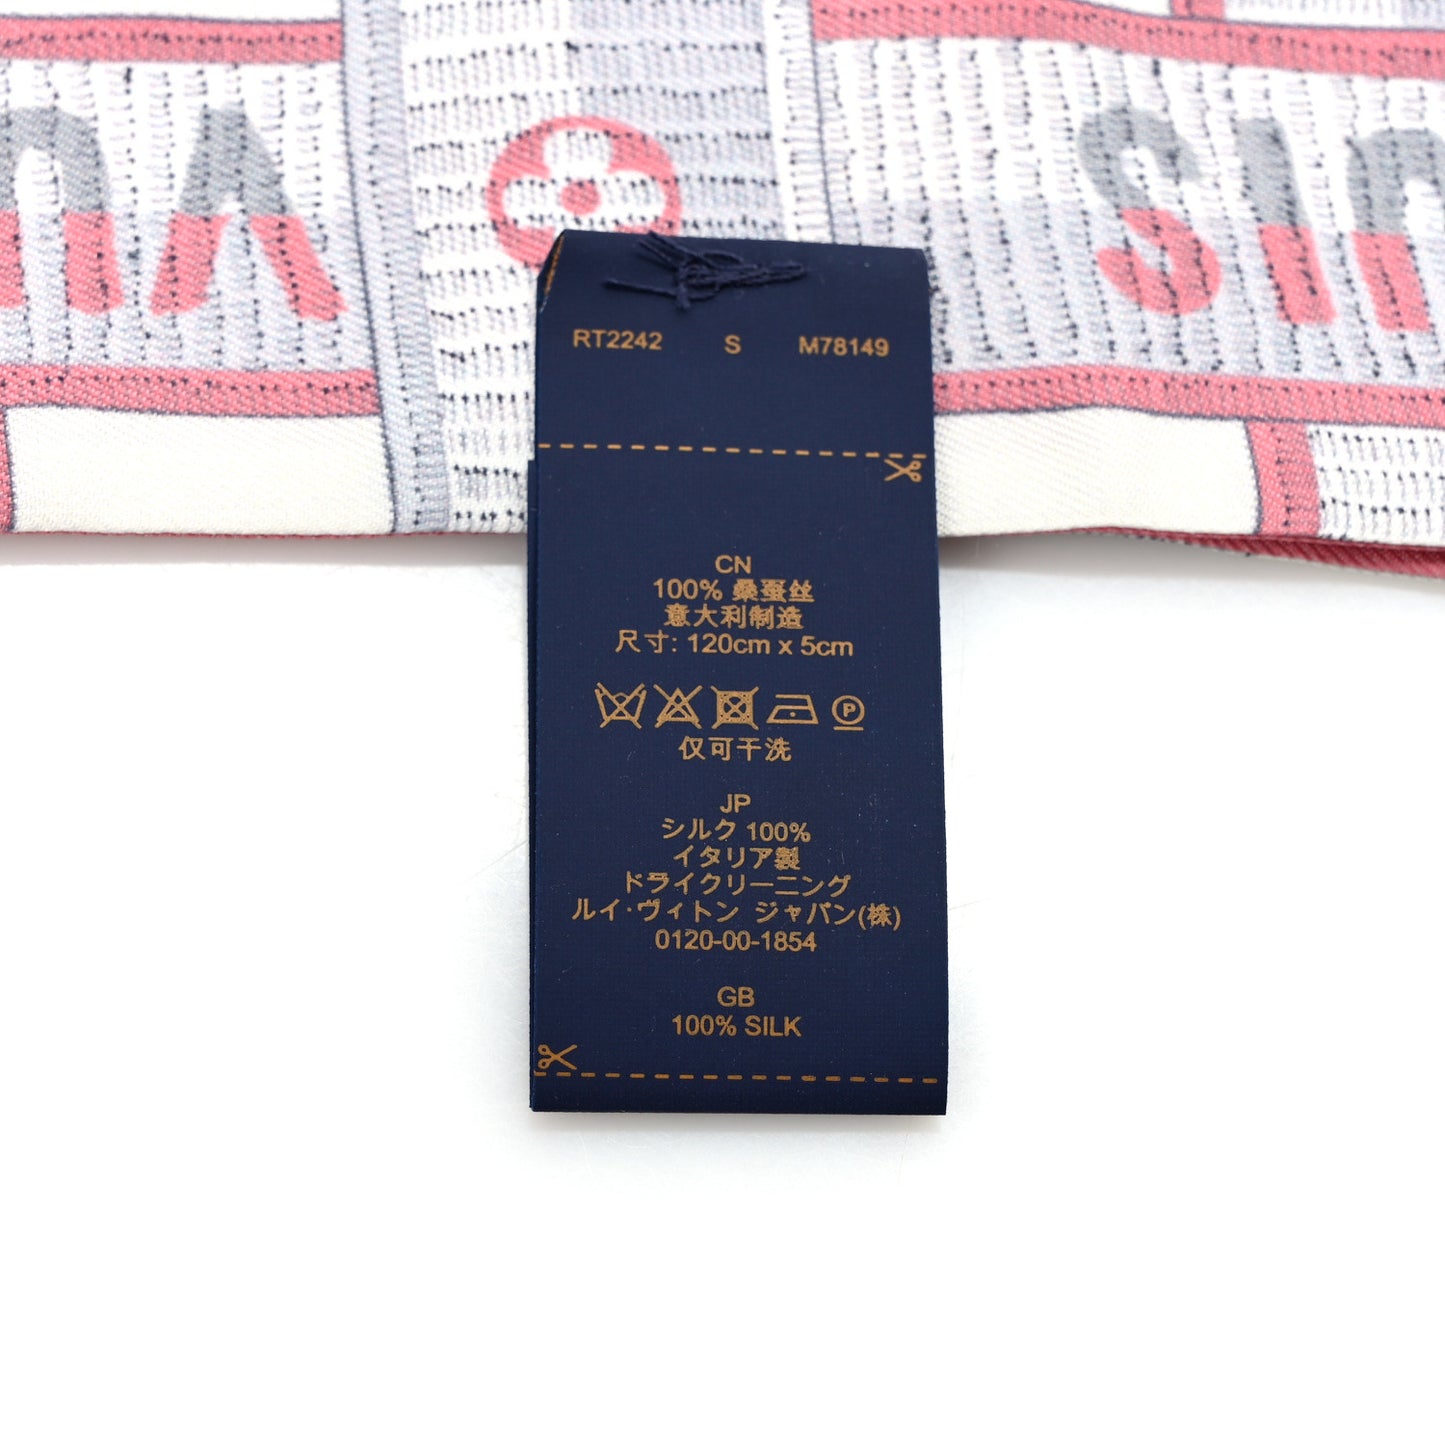 VU
SIS
RT2242 S M78149
CN
100% 桑蚕丝
意大利制造
尺寸: 120cm x 5cm
P
仅可干洗
JP
シルク 100%
イタリア製
ドライクリーニング
ルイ·ヴィトン ジャパン(株)
0120-00-1854
GB
100% SILK